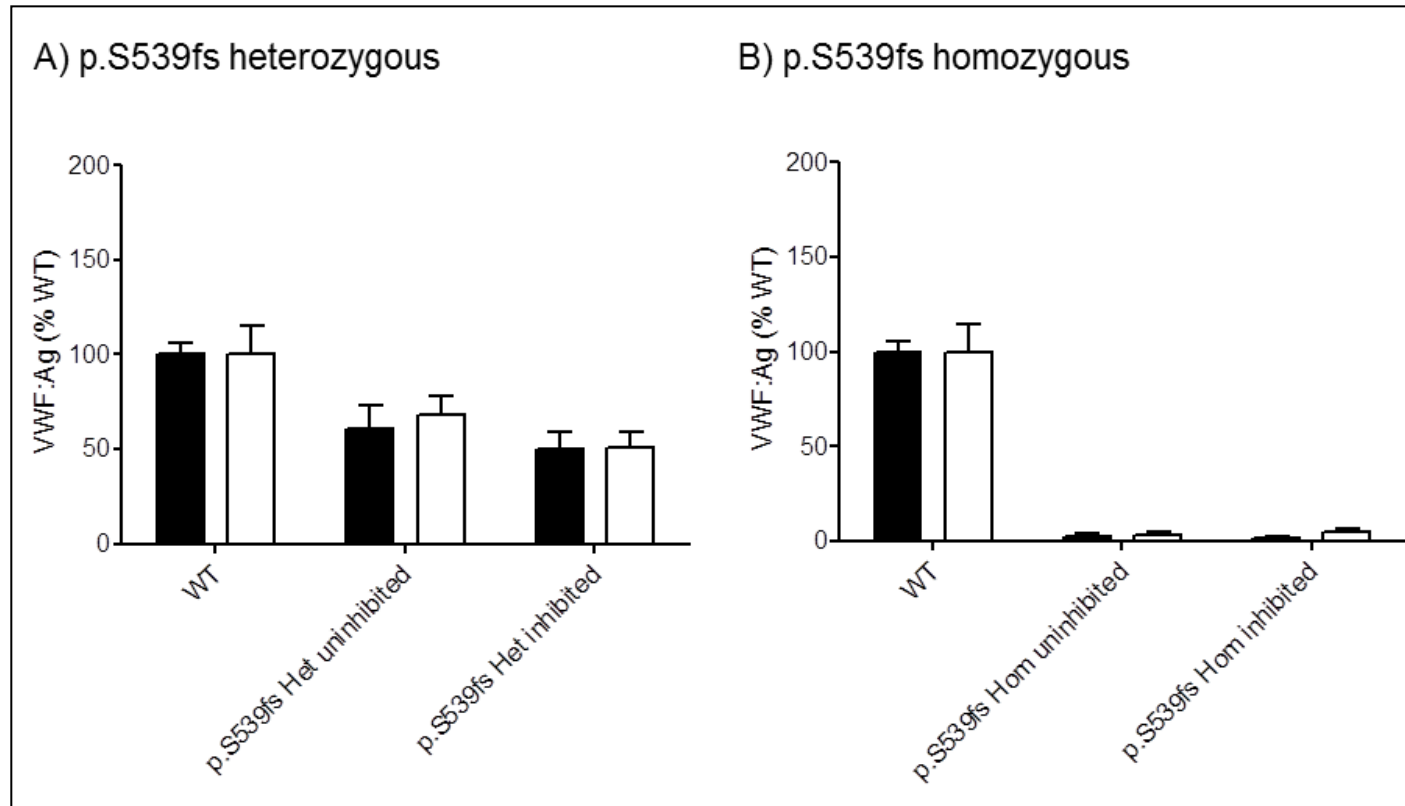 A) p.S539fs heterozygous
200
150
100
50
0
VWF:Ag (% WT)
WT
p.S539fs Het uninhibited
p.S539fs Het inhibited
B) p.S539fs homozygous
200
150
100
50
0
VWF:Ag (% WT)
WT
p.S539fs Hom uninhibited
p.S539fs Hom inhibited